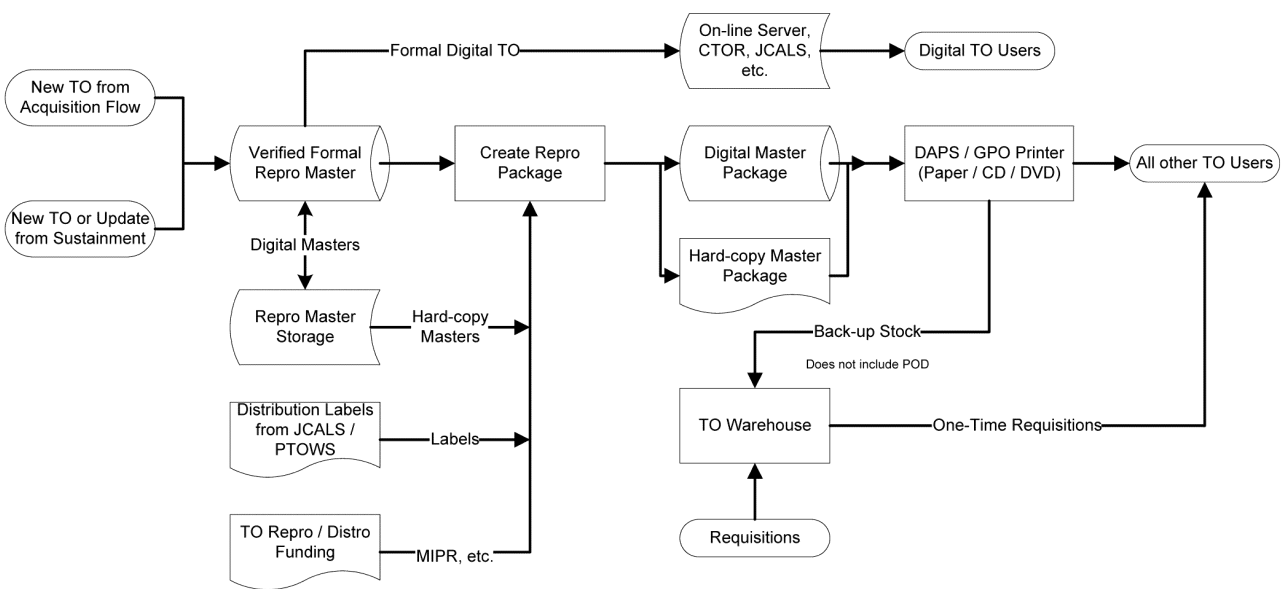 On-line Server,
CTOR, JCALS,
etc.
Formal Digital TO
Digital TO Users
New TO from
Acquisition Flow
Verified Formal
Repro Master
Create Repro
Package
Digital Master
Package
DAPS / GPO Printer
(Paper / CD / DVD)
All other TO Users
New TO or Update
from Sustainment
Digital Masters
Hard-copy Master
Package
Repro Master
Storage
Hard-copy
Masters
Back-up Stock
Does not include POD
Distribution Labels
from JCALS /
PTOWS
Labels
TO Warehouse
One-Time Requisitions
TO Repro / Distro
Funding
MIPR, etc.
Requisitions